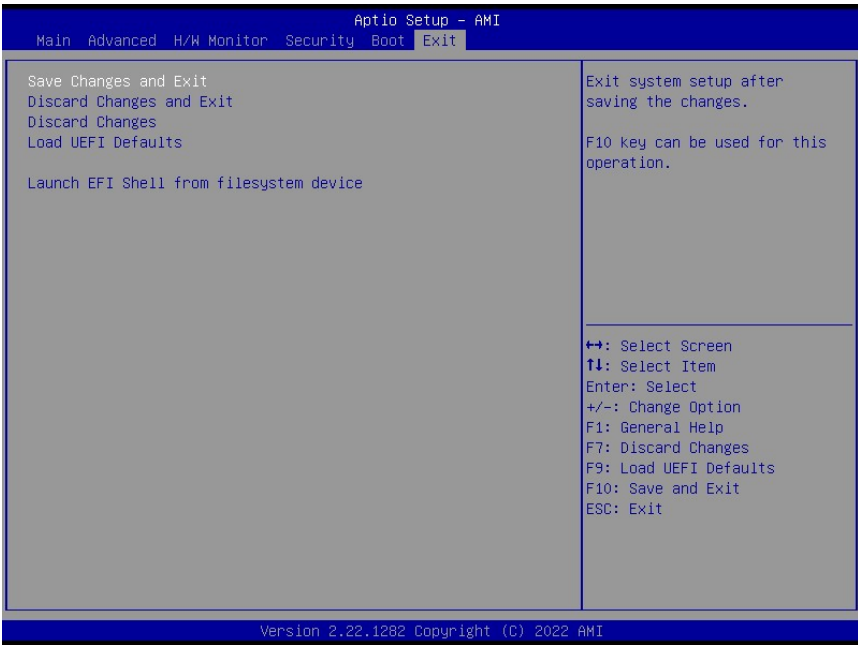 Aptio Setup – AMI
Main Advanced H/W Monitor Security Boot Exit
Save Changes and Exit
Discard Changes and Exit
Discard Changes
Load UEFI Defaults
Launch EFI Shell from filesystem device
Exit system setup after
saving the changes.
F10 key can be used for this
operation.
↔: Select Screen
↑↓: Select Item
Enter: Select
+/-: Change Option
F1: General Help
F7: Discard Changes
F9: Load UEFI Defaults
F10: Save and Exit
ESC: Exit
Version 2.22.1282 Copyright (C) 2022 AMI